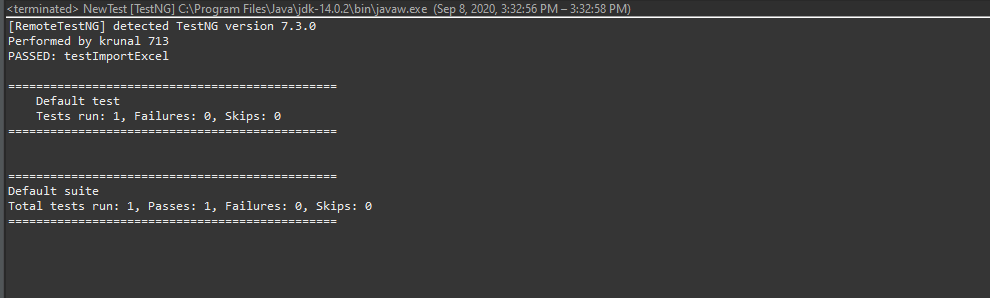 <terminated> NewTest [TestNG] C:\Program Files\Java\jdk-14.0.2\bin\javaw.exe (Sep 8, 2020, 3:32:56 PM – 3:32:58 PM)
[RemoteTestNG] detected TestNG version 7.3.0
Performed by krunal 713
PASSED: testImportExcel
===============================================
Default test
Tests run: 1, Failures: 0, Skips: 0
===============================================
===============================================
Default suite
Total tests run: 1, Passes: 1, Failures: 0, Skips: 0
===============================================